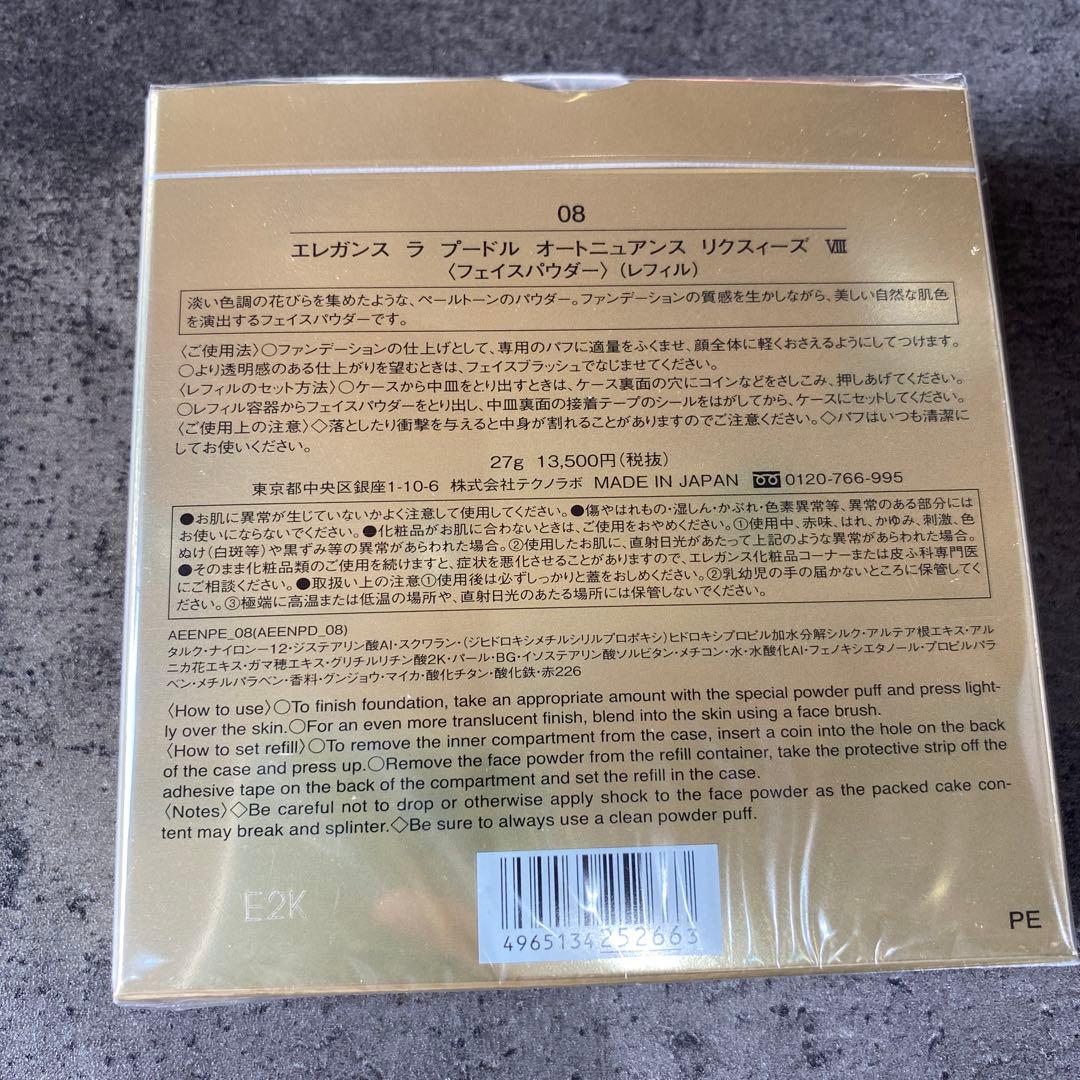 08
エレガンス ラ プードル オートニュアンス リクスィーズ Ⅷ
〈フェイスパウダー〉(レフィル)
淡い色調の花びらを集めたような、ペールトーンのパウダー。ファンデーションの質感を生かしながら、美しい自然な肌色
を演出するフェイスパウダーです。
〈ご使用法〉○ファンデーションの仕上げとして、専用のパフに適量をふくませ、顔全体に軽くおさえるようにしてつけます。
○より透明感のある仕上がりを望むときは、フェイスブラッシュでなじませてください。
〈レフィルのセット方法〉○ケースから中皿をとり出すときは、ケース裏面の穴にコインなどをさしこみ、押しあげてください。
○レフィル容器からフェイスパウダーをとり出し、中皿裏面の接着テープのシールをはがしてから、ケースにセットしてください。
〈ご使用上の注意〉◇落としたり衝撃を与えると中身が割れることがありますのでご注意ください。◇パフはいつも清潔に
してお使いください。
27g 13,500円(税抜)
東京都中央区銀座1-10-6 株式会社テクノラボ MADE IN JAPAN 0120-766-995
●お肌に異常が生じていないかよく注意して使用してください。●傷やはれもの・湿しん・かぶれ・色素異常等、異常のある部分には
お使いにならないでください。●化粧品がお肌に合わないときは、ご使用をおやめください。①使用中、赤味、はれ、かゆみ、刺激、色
ぬけ(白斑等)や黒ずみ等の異常があらわれた場合。②使用したお肌に、直射日光があたって上記のような異常があらわれた場合。
●そのまま化粧品類のご使用を続けますと、症状を悪化させることがありますので、エレガンス化粧品コーナーまたは皮ふ科専門医
にご相談ください。●取扱い上の注意①使用後は必ずしっかりと蓋をおしめください。②乳幼児の手の届かないところに保管してく
ださい。③極端に高温または低温の場所や、直射日光のあたる場所には保管しないでください。
AEENPE_08(AEENPD_08)
タルク・ナイロン-12・ジステアリン酸Al・スクワラン・(ジヒドロキシメチルシリルプロポキシ)ヒドロキシプロピル加水分解シルク・アルテア根エキス・アル
ニカ花エキス・ガマ穂エキス・グリチルリチン酸2K・パール・BG・イソステアリン酸ソルビタン・メチコン・水・水酸化Al・フェノキシエタノール・プロピルパラ
ベン・メチルパラベン・香料・グンジョウ・マイカ・酸化チタン・酸化鉄・赤226
〈How to use〉○To finish foundation, take an appropriate amount with the special powder puff and press light-
ly over the skin.○For an even more translucent finish, blend into the skin using a face brush.
〈How to set refill〉○To remove the inner compartment from the case, insert a coin into the hole on the back
of the case and press up.○Remove the face powder from the refill container, take the protective strip off the
adhesive tape on the back of the compartment and set the refill in the case.
〈Notes〉◇Be careful not to drop or otherwise apply shock to the face powder as the packed cake con-
tent may break and splinter.◇Be sure to always use a clean powder puff.
E2K
4965134252663
PE